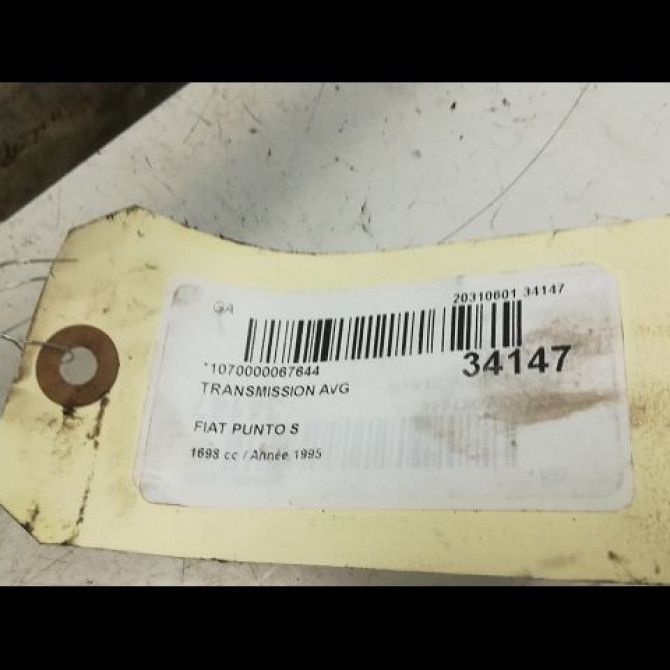 GA
20310601 34147
*1070000067644
34147
TRANSMISSION AVG
FIAT PUNTO S
1698 cc / Année 1995